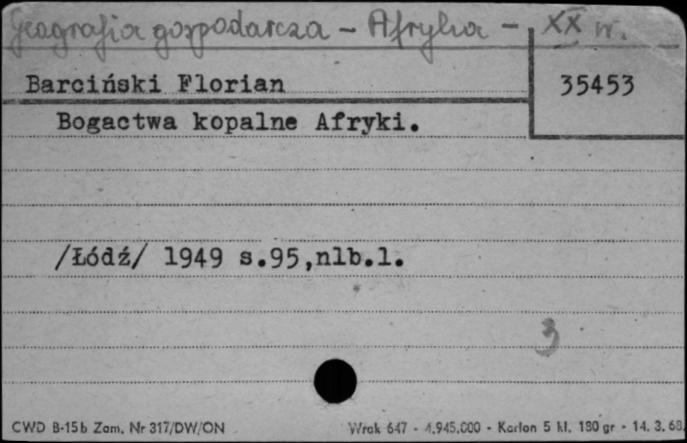 Geografia gospodarcza - Afryka - XX w.
Barciński Florian
35453
Bogactwa kopalne Afryki.
/Łódź/ 1949 s.95,nlb.1.
3
CWD B-15b Zam. Nr 317/DW/ON
Wrak 647 - 4.945.000 - Karton 5 kl. 180 gr - 14. 3. 68.